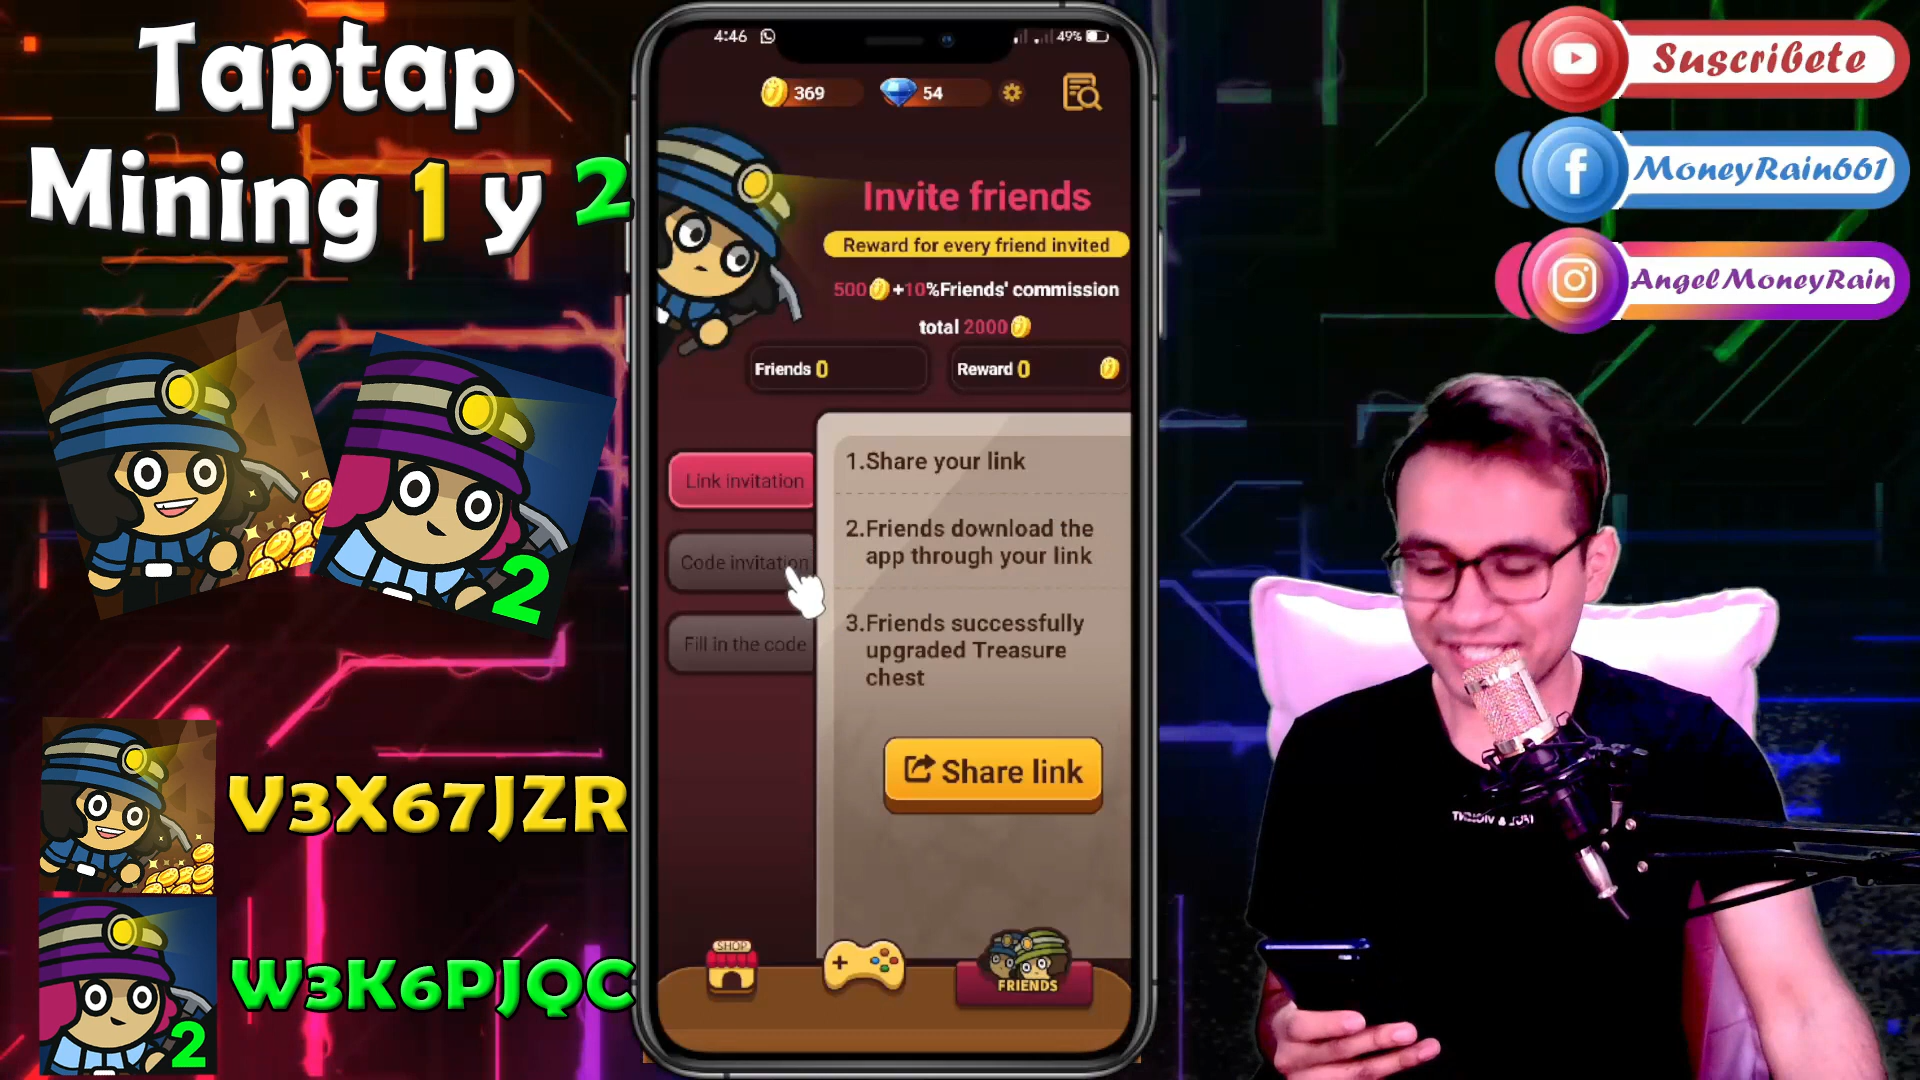 Taptap
Mining 1 y 2
2
V3X67JZR
W3K6PJQC
2
4:46
49%
369
54
Invite friends
Reward for every friend invited
500 +10%Friends' commission
total 2000
Friends 0
Reward 0
Link invitation
Code invitation
Fill in the code
1.Share your link
2.Friends download the
app through your link
3.Friends successfully
upgraded Treasure
chest
Share link
SHOP
FRIENDS
Suscribete
MoneyRain661
AngelMoneyRain